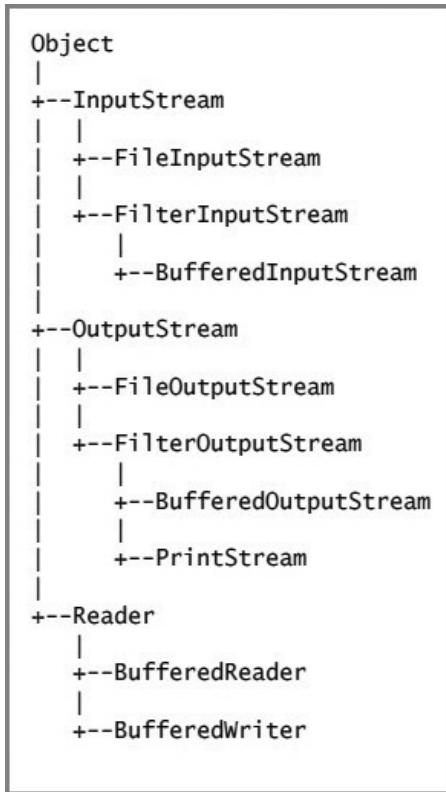 Object
|
+--InputStream
|  |
|  +--FileInputStream
|  |
|  +--FilterInputStream
|     |
|     +--BufferedInputStream
|
+--OutputStream
|  |
|  +--FileOutputStream
|  |
|  +--FilterOutputStream
|     |
|     +--BufferedOutputStream
|     |
|     +--PrintStream
|
+--Reader
   |
   +--BufferedReader
   |
   +--BufferedWriter